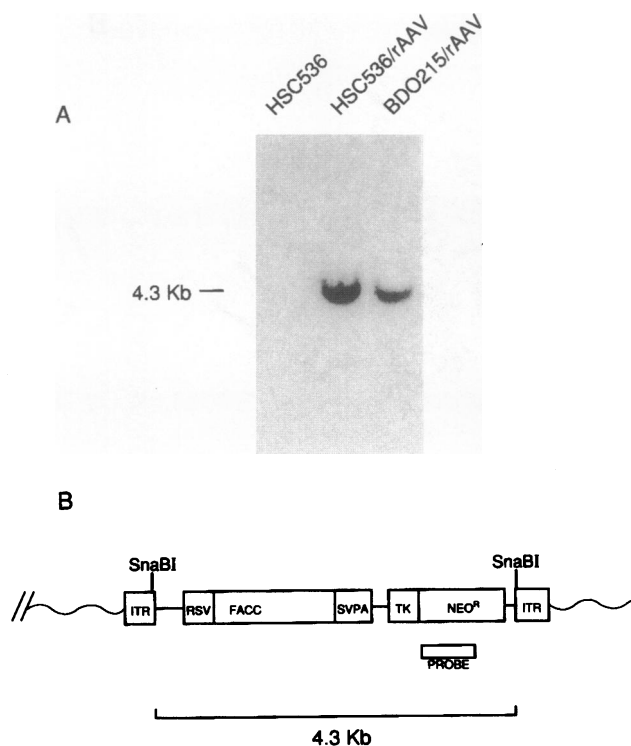 HSC536
HSC536/rAAV
BDO215/rAAV
A
4.3 Kb
B
SnaBI
SnaBI
ITR
RSV
FACC
SVPA
TK
NEOᴿ
ITR
PROBE
4.3 Kb